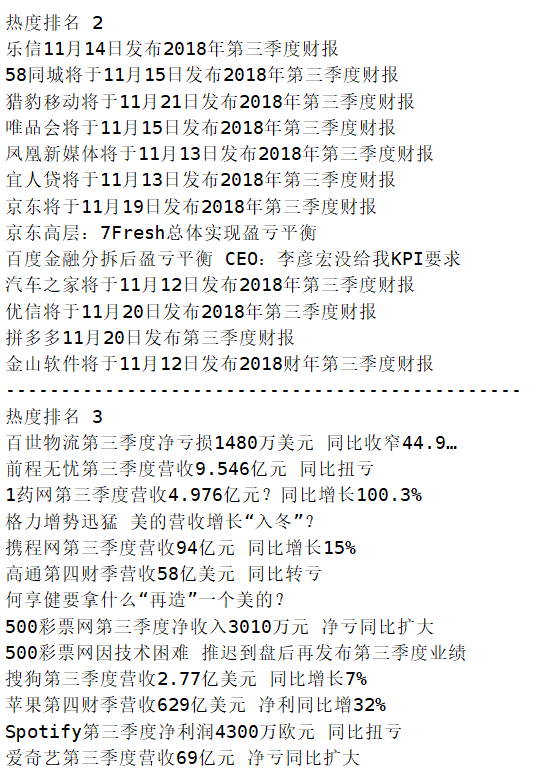 热度排名 2
乐信11月14日发布2018年第三季度财报
58同城将于11月15日发布2018年第三季度财报
猎豹移动将于11月21日发布2018年第三季度财报
唯品会将于11月15日发布2018年第三季度财报
凤凰新媒体将于11月13日发布2018年第三季度财报
宜人贷将于11月13日发布2018年第三季度财报
京东将于11月19日发布2018年第三季度财报
京东高层：7Fresh总体实现盈亏平衡
百度金融分拆后盈亏平衡 CEO：李彦宏没给我KPI要求
汽车之家将于11月12日发布2018年第三季度财报
优信将于11月20日发布2018年第三季度财报
拼多多11月20日发布第三季度财报
金山软件将于11月12日发布2018财年第三季度财报
-----------------------------------------------
热度排名 3
百世物流第三季度净亏损1480万美元 同比收窄44.9…
前程无忧第三季度营收9.546亿元 同比扭亏
1药网第三季度营收4.976亿元？同比增长100.3%
格力增势迅猛 美的营收增长“入冬”？
携程网第三季度营收94亿元 同比增长15%
高通第四财季营收58亿美元 同比转亏
何享健要拿什么“再造”一个美的？
500彩票网第三季度净收入3010万元 净亏同比扩大
500彩票网因技术困难 推迟到盘后再发布第三季度业绩
搜狗第三季度营收2.77亿美元 同比增长7%
苹果第四财季营收629亿美元 净利同比增32%
Spotify第三季度净利润4300万欧元 同比扭亏
爱奇艺第三季度营收69亿元 净亏同比扩大